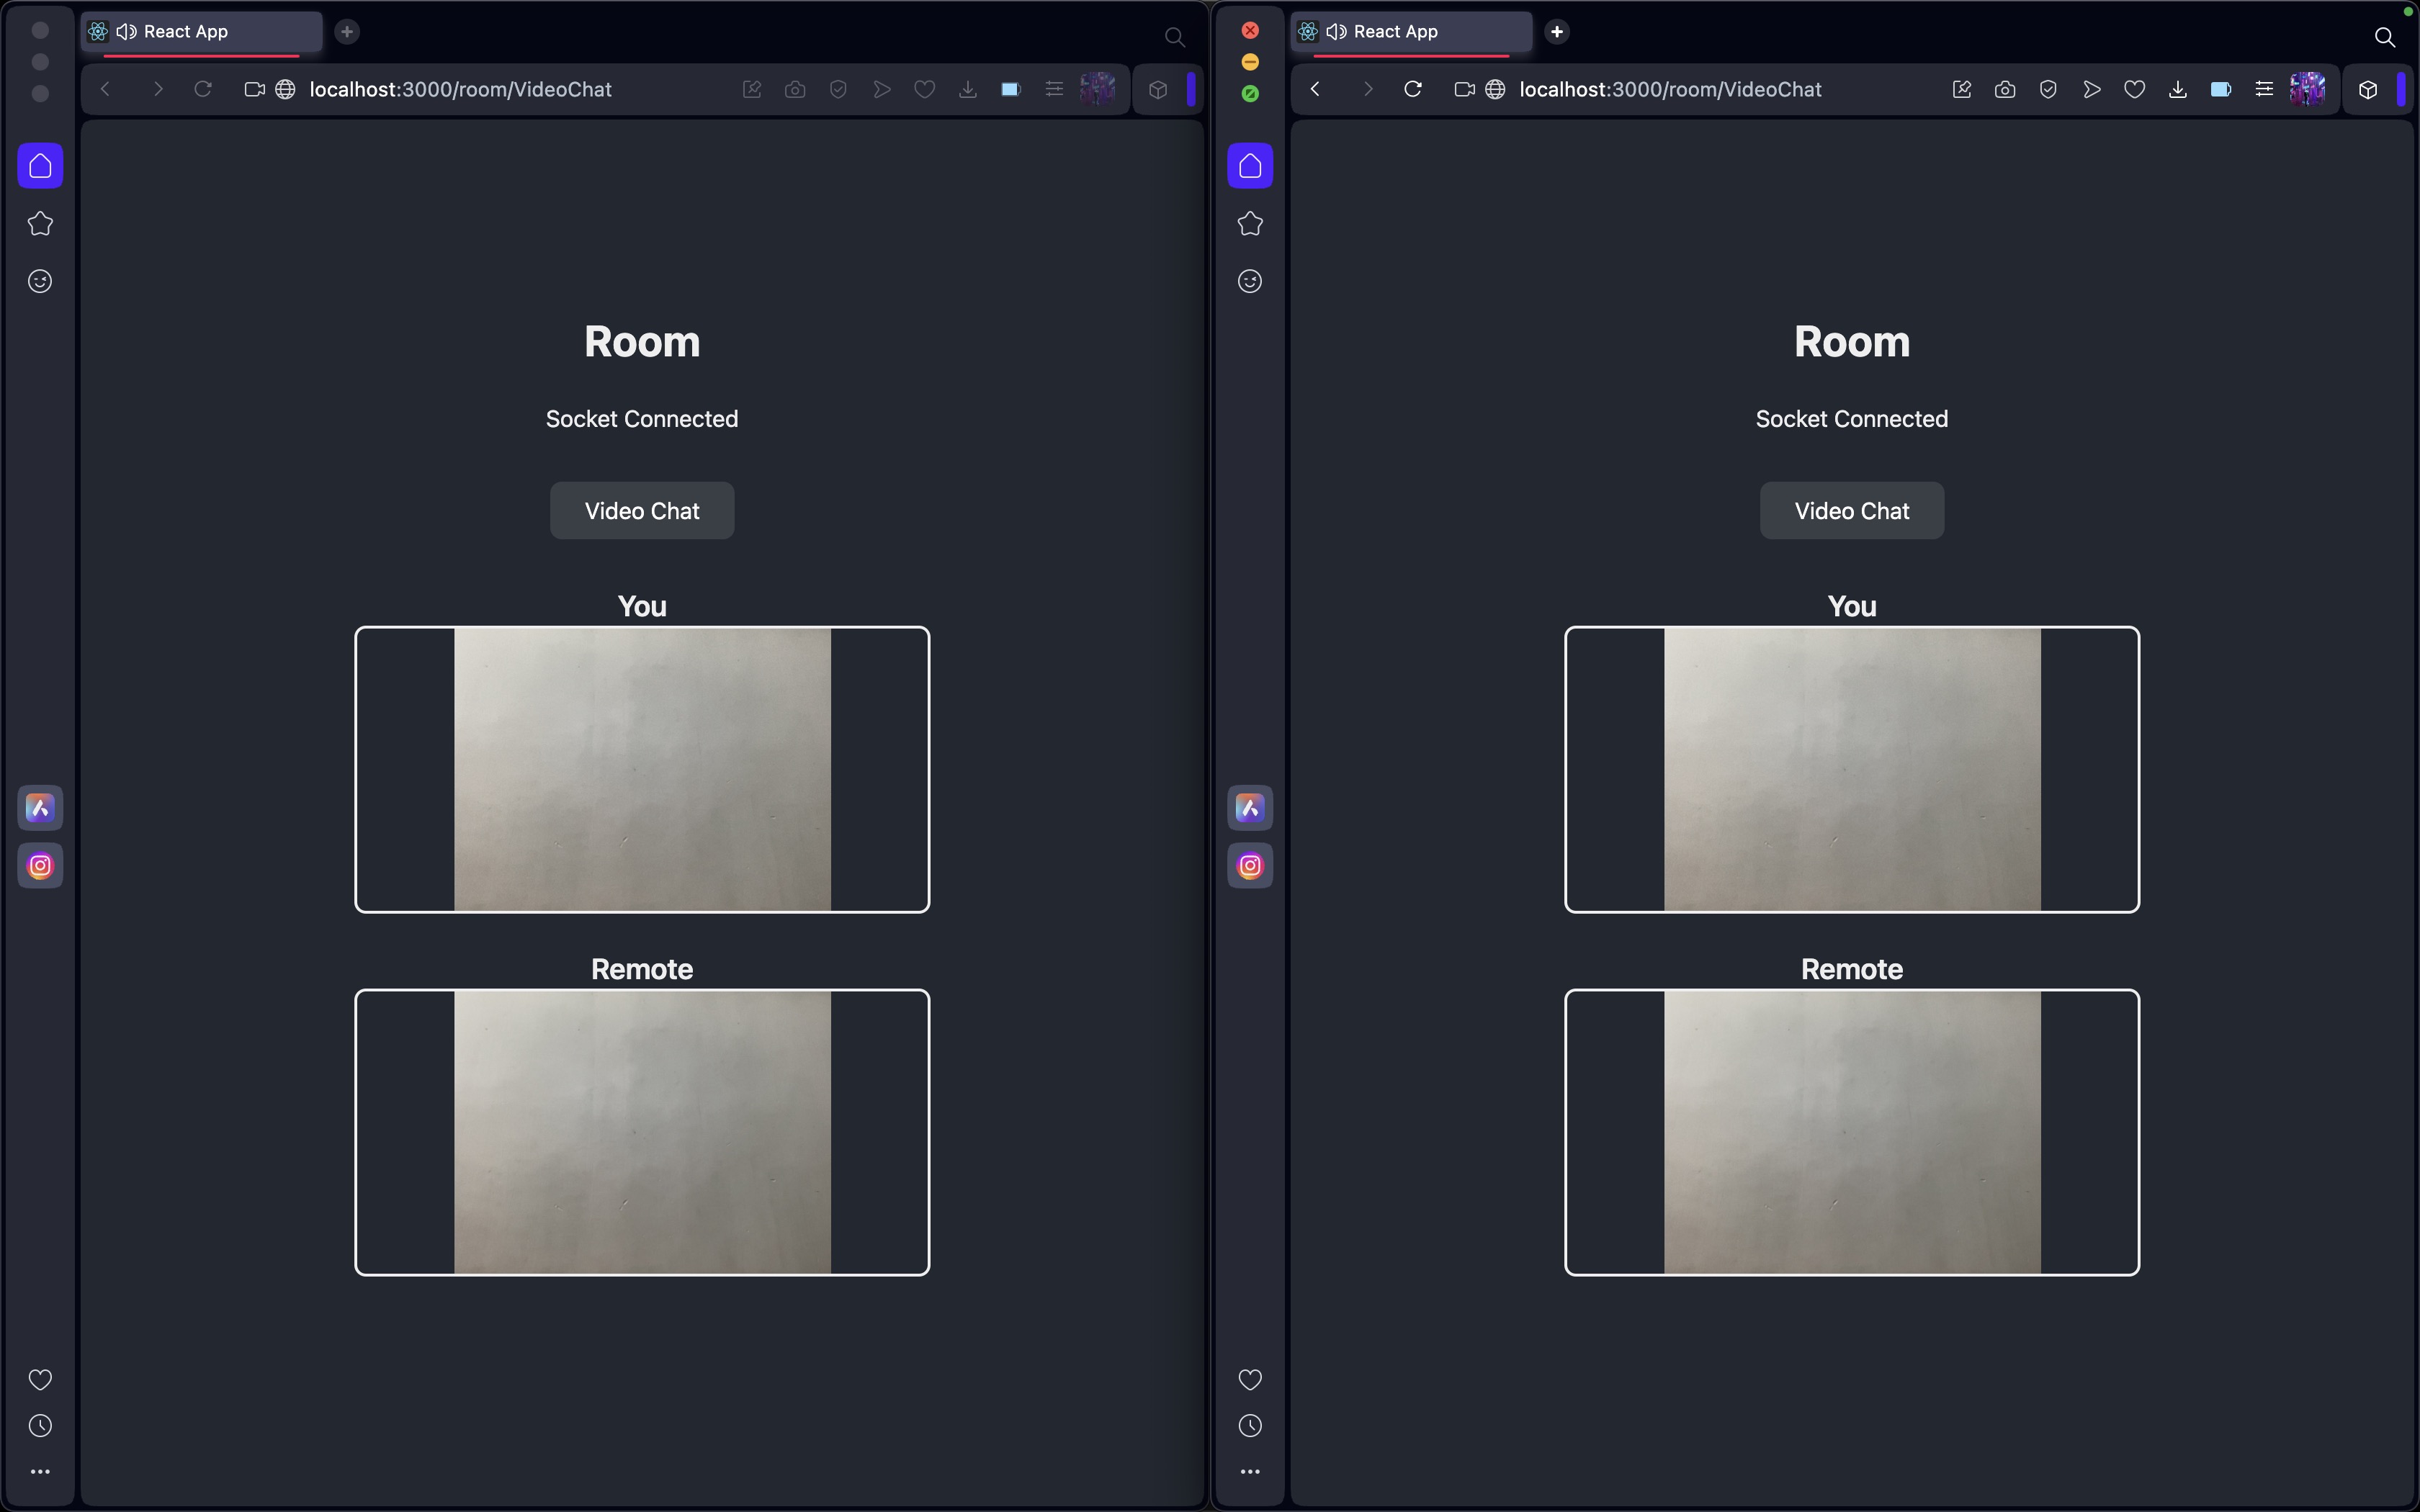 React App
localhost:3000/room/VideoChat
Room
Socket Connected
Video Chat
You
Remote
React App
localhost:3000/room/VideoChat
Room
Socket Connected
Video Chat
You
Remote